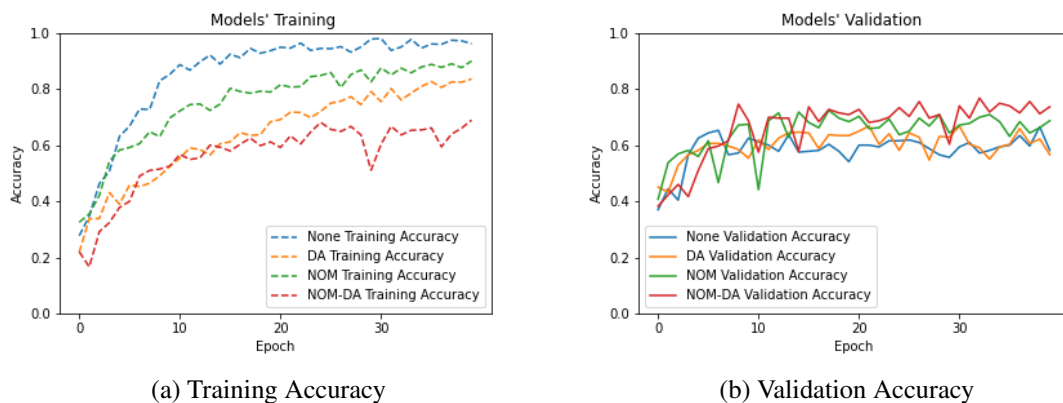 Models' Training
Accuracy
1.0
0.8
0.6
0.4
0.2
0.0
0
10
20
30
Epoch
None Training Accuracy
DA Training Accuracy
NOM Training Accuracy
NOM-DA Training Accuracy
(a) Training Accuracy
Models' Validation
Accuracy
1.0
0.8
0.6
0.4
0.2
0.0
0
10
20
30
Epoch
None Validation Accuracy
DA Validation Accuracy
NOM Validation Accuracy
NOM-DA Validation Accuracy
(b) Validation Accuracy